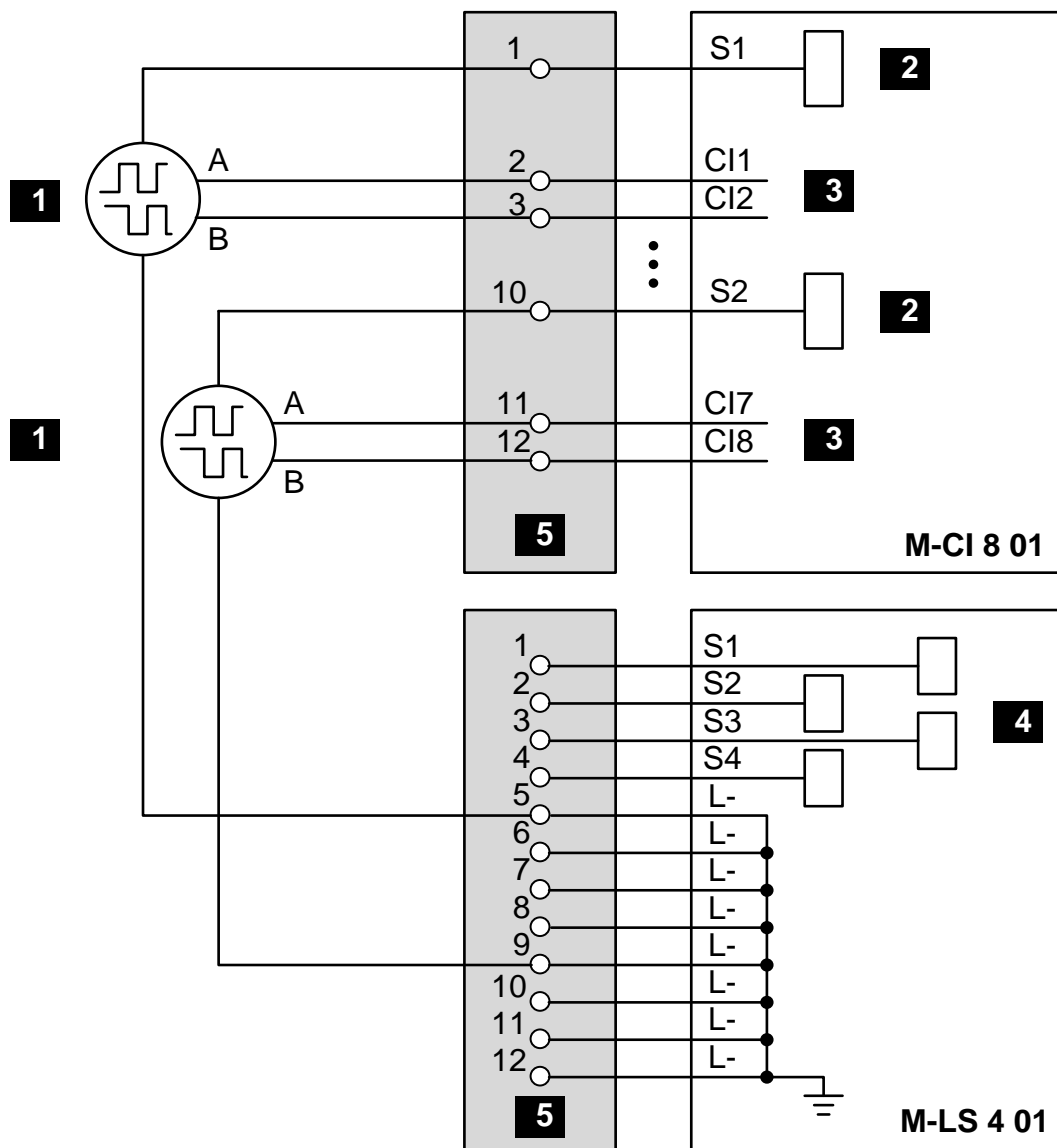 1 S1 2
A 2 CI1
1 3 CI2 3
B
10 S2 2
A 11 CI7
1 12 CI8 3
B
5
M-CI 8 01
1 S1
2 S2
3 S3 4
4 S4
5 L-
6 L-
7 L-
8 L-
9 L-
10 L-
11 L-
12 L-
5
M-LS 4 01